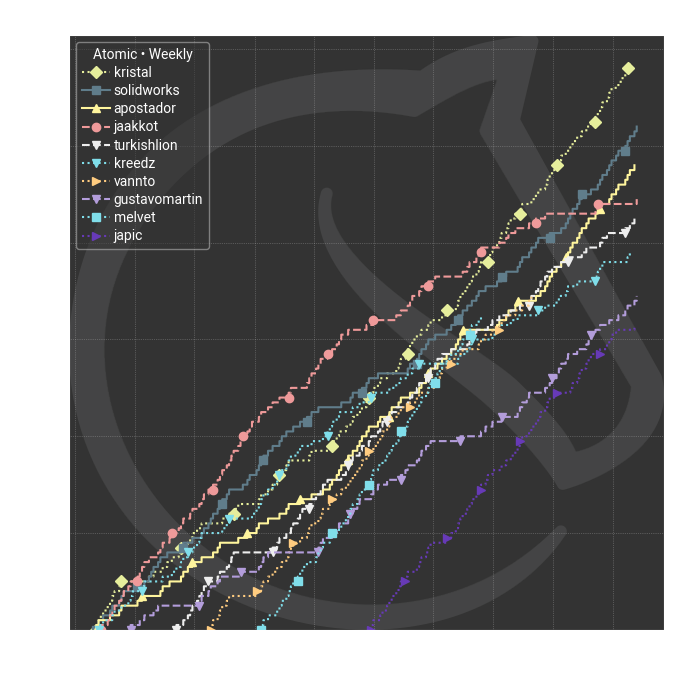 Atomic • Weekly
kristal
solidworks
apostador
jaakkot
turkishlion
kreedz
vannto
gustavomartin
melvet
japic